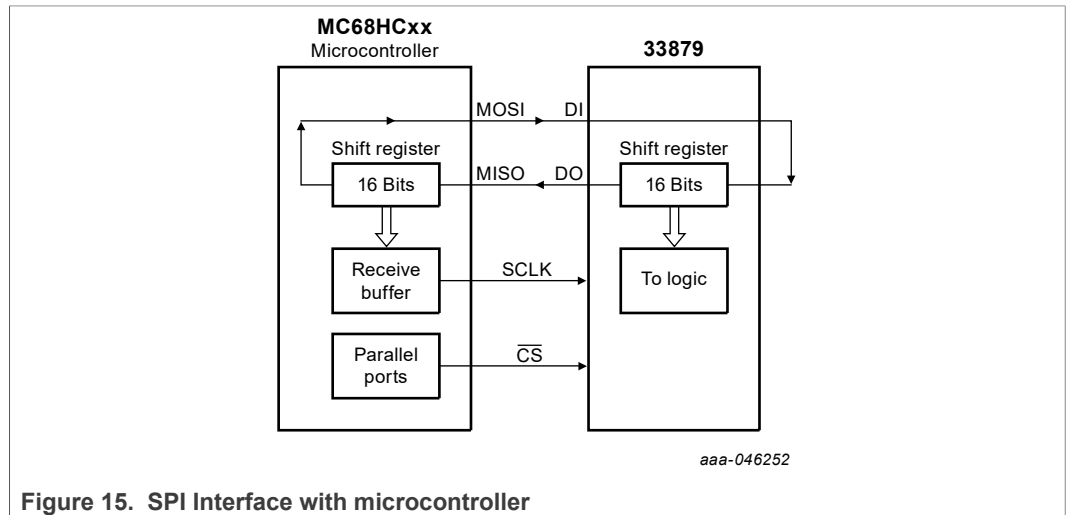 MC68HCxx
Microcontroller
33879
MOSI DI
Shift register Shift register
16 Bits MISO DO 16 Bits
Receive
buffer
SCLK
To logic
Parallel
ports
CS
aaa-046252
Figure 15. SPI Interface with microcontroller